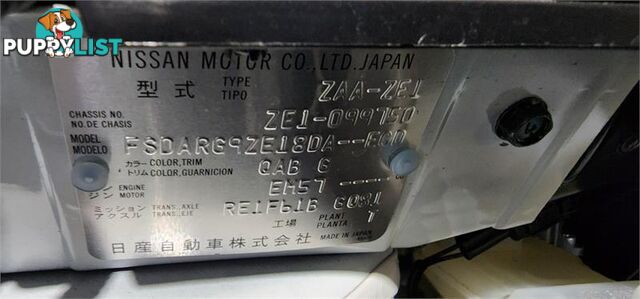 PUPPYLIST
NISSAN MOTOR CO., LTD. JAPAN
型式 TYPE TIPO ZAA-ZE1
CHASSIS NO. NO. DE CHASIS ZE1-099750
MODEL MODELO FSDARG9ZE18DA--EGD
カラー COLOR, TRIM
トリム COLOR, GUARNICION QAB G
エンジン ENGINE MOTOR EM57 ----
ミッション TRANS., AXLE
アクスル TRANS., EJE RE1F61B GOS1
工場 PLANT PLANTA T
日産自動車株式会社 MADE IN JAPAN